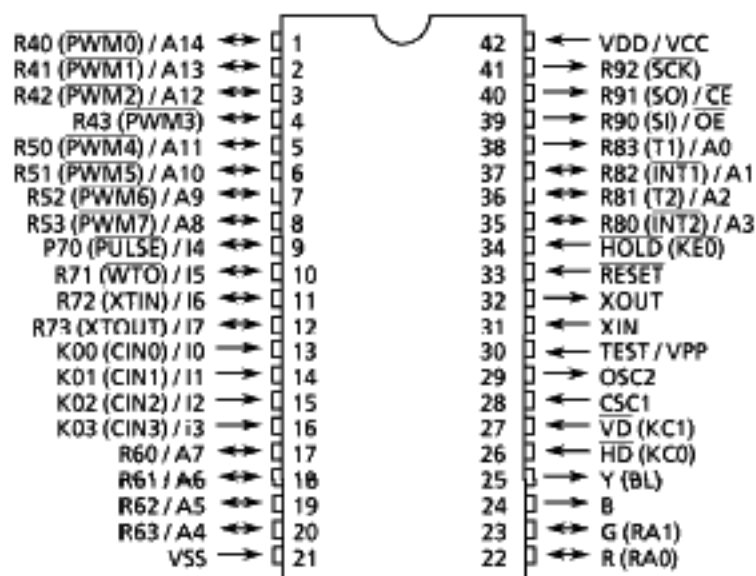 R40 (PWM0) / A14 1 42 VDD / VCC
R41 (PWM1) / A13 2 41 R92 (SCK)
R42 (PWM2) / A12 3 40 R91 (SO) / CE
R43 (PWM3) 4 39 R90 (SI) / OE
R50 (PWM4) / A11 5 38 R83 (T1) / A0
R51 (PWM5) / A10 6 37 R82 (INT1) / A1
R52 (PWM6) / A9 7 36 R81 (T2) / A2
R53 (PWM7) / A8 8 35 R80 (INT2) / A3
P70 (PULSE) / I4 9 34 HOLD (KE0)
R71 (WTO) / I5 10 33 RESET
R72 (XTIN) / I6 11 32 XOUT
R73 (XTOUT) / I7 12 31 XIN
K00 (CIN0) / I0 13 30 TEST / VPP
K01 (CIN1) / I1 14 29 OSC2
K02 (CIN2) / I2 15 28 CSC1
K03 (CIN3) / i3 16 27 VD (KC1)
R60 / A7 17 26 HD (KC0)
R61 / A6 18 25 Y (BL)
R62 / A5 19 24 B
R63 / A4 20 23 G (RA1)
VSS 21 22 R (RA0)